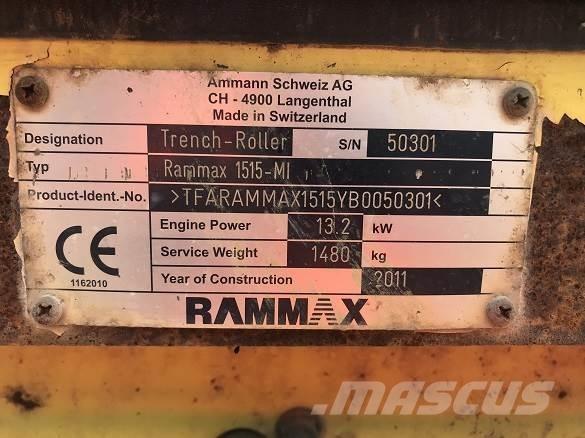 Ammann Schweiz AG
CH - 4900 Langenthal
Made in Switzerland
Designation Trench-Roller S/N 50301
Typ Rammax 1515-MI
Product-Ident.-No. >TFARAMMAX1515YB0050301<
Engine Power 13.2 kW
Service Weight 1480 kg
Year of Construction 2011
CE
1162010
RAMMAX
MASCUS